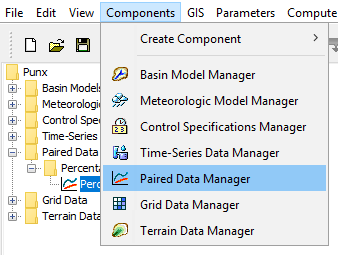 File Edit View Components GIS Parameters Compute
Create Component
Punx
Basin Models
Basin Model Manager
Meteorologic
Meteorologic Model Manager
Control Spec
Control Specifications Manager
Time-Series
Time-Series Data Manager
Paired Data
Percenta
Perc
Paired Data Manager
Grid Data
Grid Data Manager
Terrain Data
Terrain Data Manager